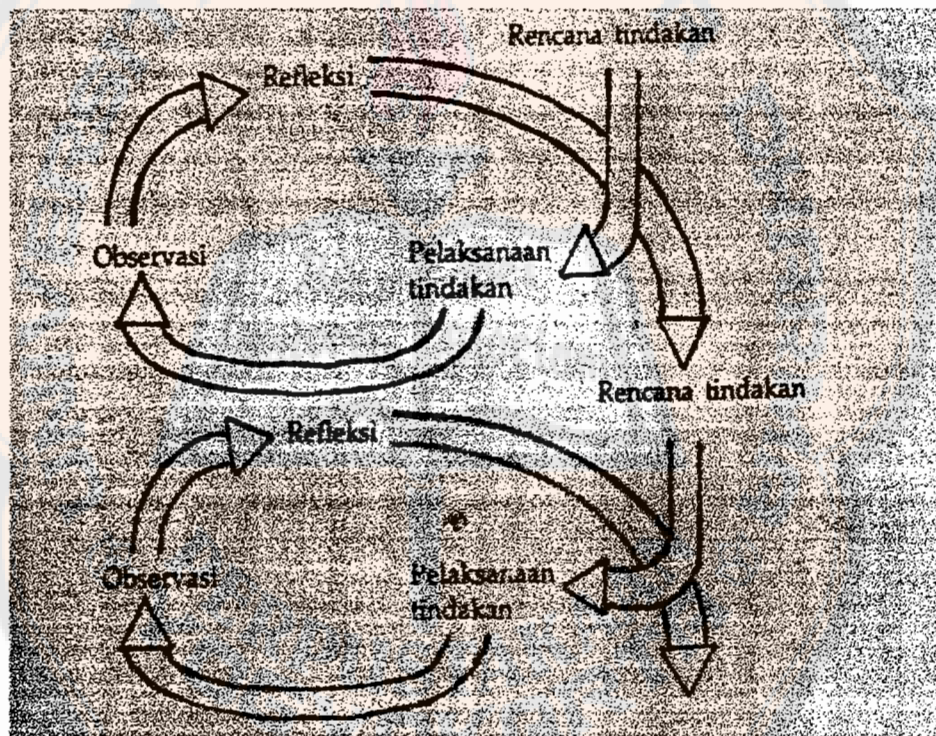 Rencana tindakan
Refleksi
Observasi
Pelaksanaan
tindakan
Rencana tindakan
Refleksi
Observasi
Pelaksanaan
tindakan